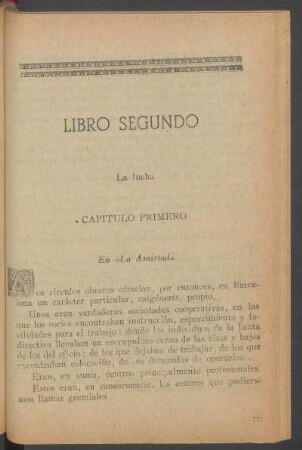 LIBRO SEGUNDO
La lucha
CAPITULO PRIMERO
En «La Amistad»
Los círculos obreros ofrecían, por entonces, en Barce-
lona un carácter particular, suigéneris, propio.
Unos eran verdaderas sociedades cooperativas, en las
que los socios encontraban instrucción, esparcimiento y fa-
cilidades para el trabajo; donde los individuos de la Junta
directiva llevaban un escrupuloso censo de las altas y bajas
de los del oficio; de los que dejaban de trabajar, de los que
encontraban colocación, de las demandas de operarios...
Eran, en suma, centros principalmente profesionales.
Estos eran, en consecuencia, los centros que pudiera-
mos llamar gremiales